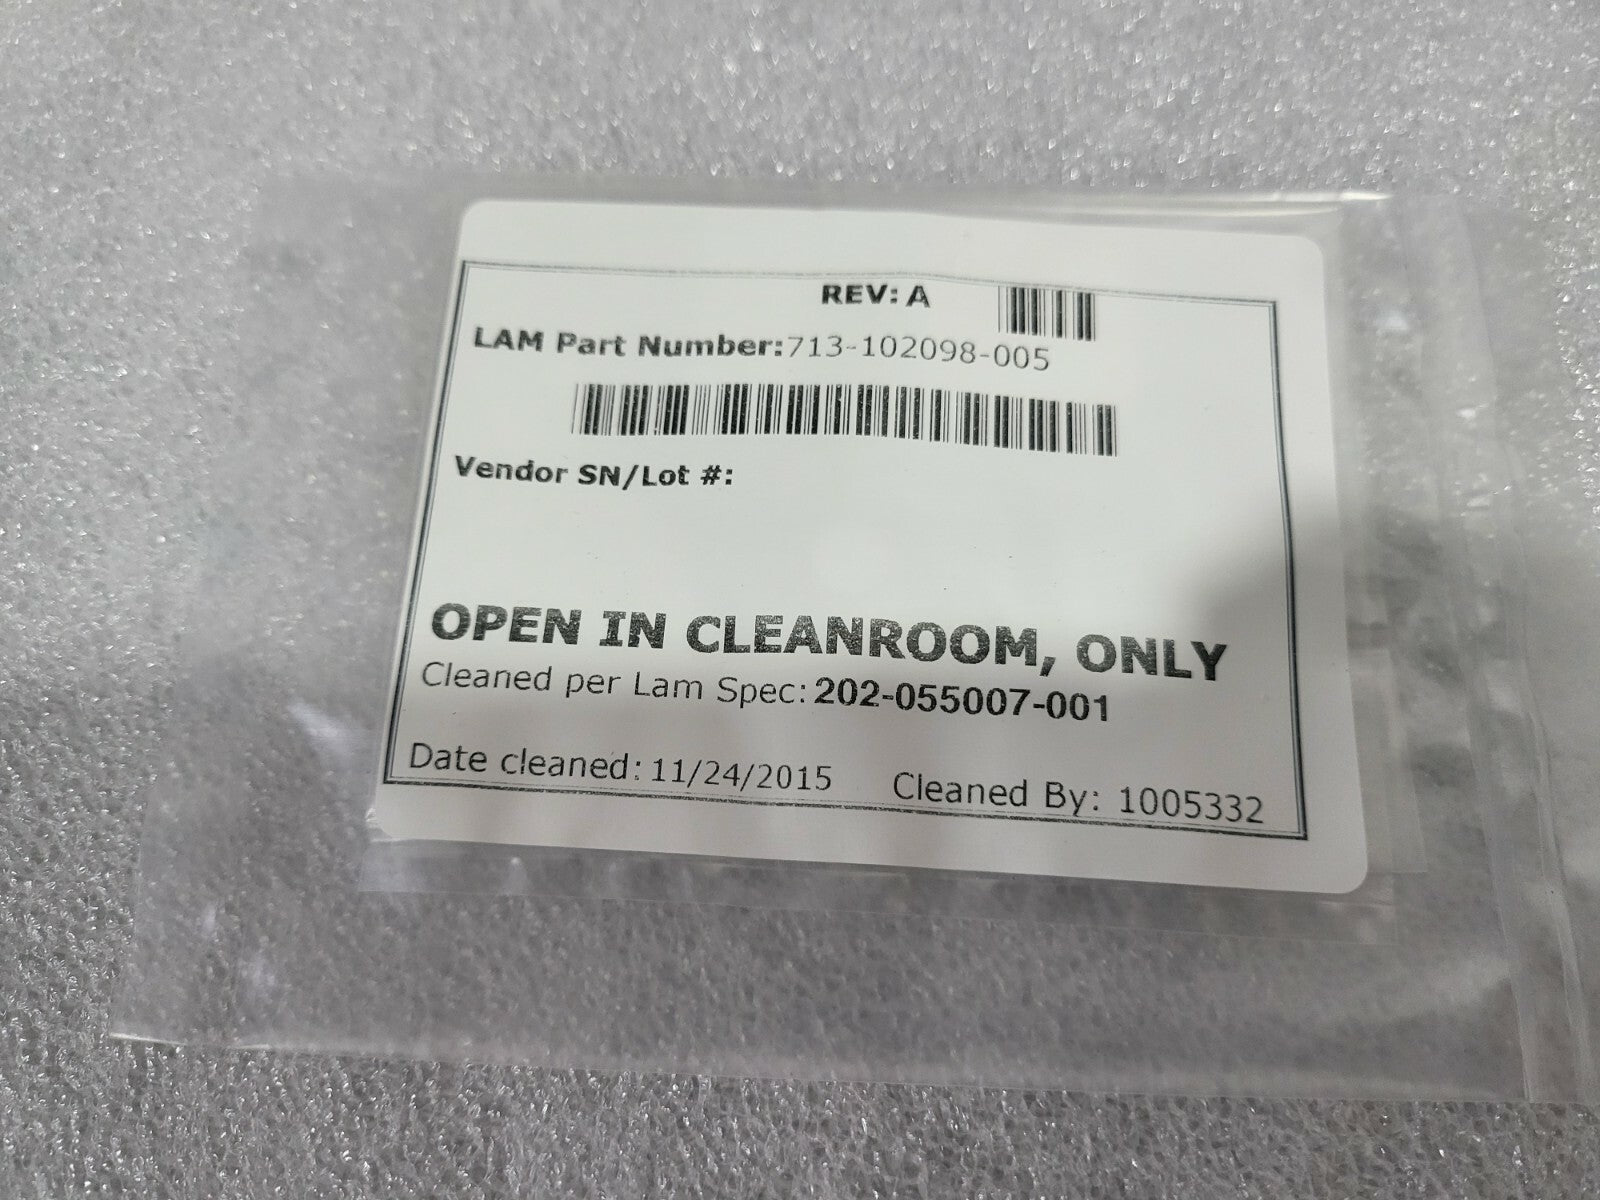 REV: A
LAM Part Number:713-102098-005
Vendor SN/Lot #:
OPEN IN CLEANROOM, ONLY
Cleaned per Lam Spec: 202-055007-001
Date cleaned: 11/24/2015 Cleaned By: 1005332